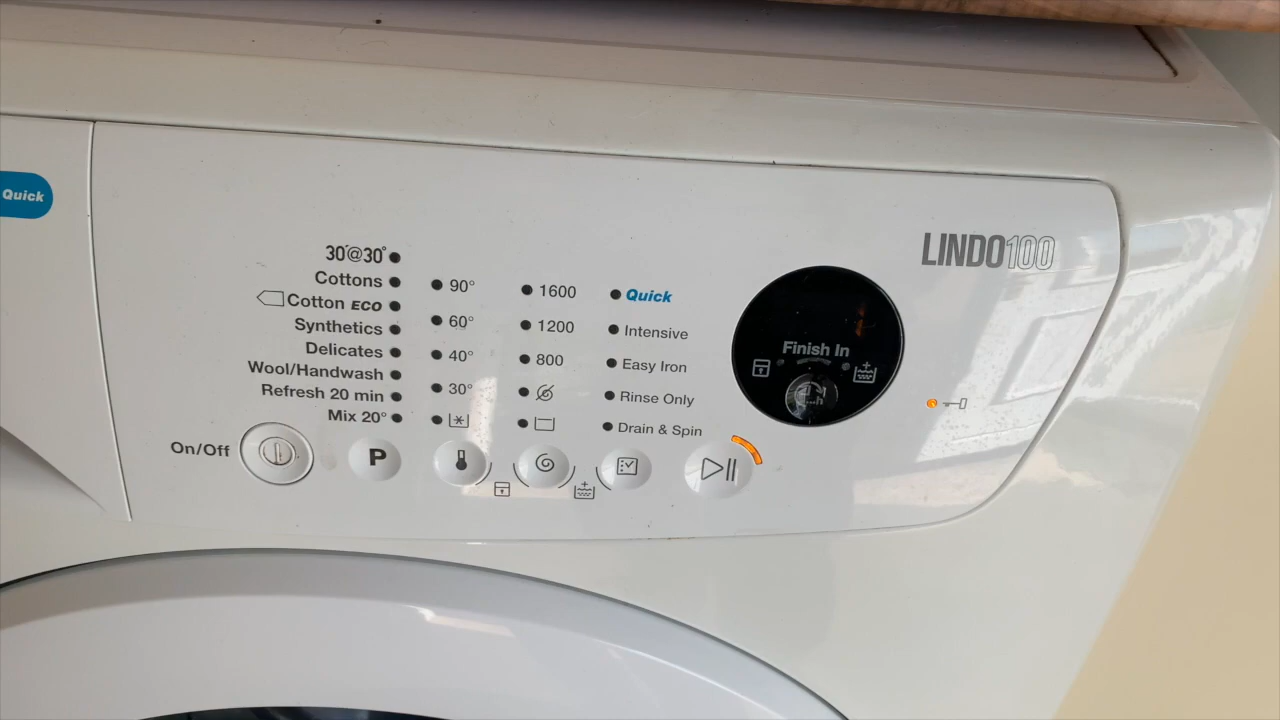 Quick
LINDO100
30°@30°
Cottons
Cotton ECO
Synthetics
Delicates
Wool/Handwash
Refresh 20 min
Mix 20°
90°
60°
40°
30°
1600
1200
800
Quick
Intensive
Easy Iron
Rinse Only
Drain & Spin
Finish In
On/Off
P